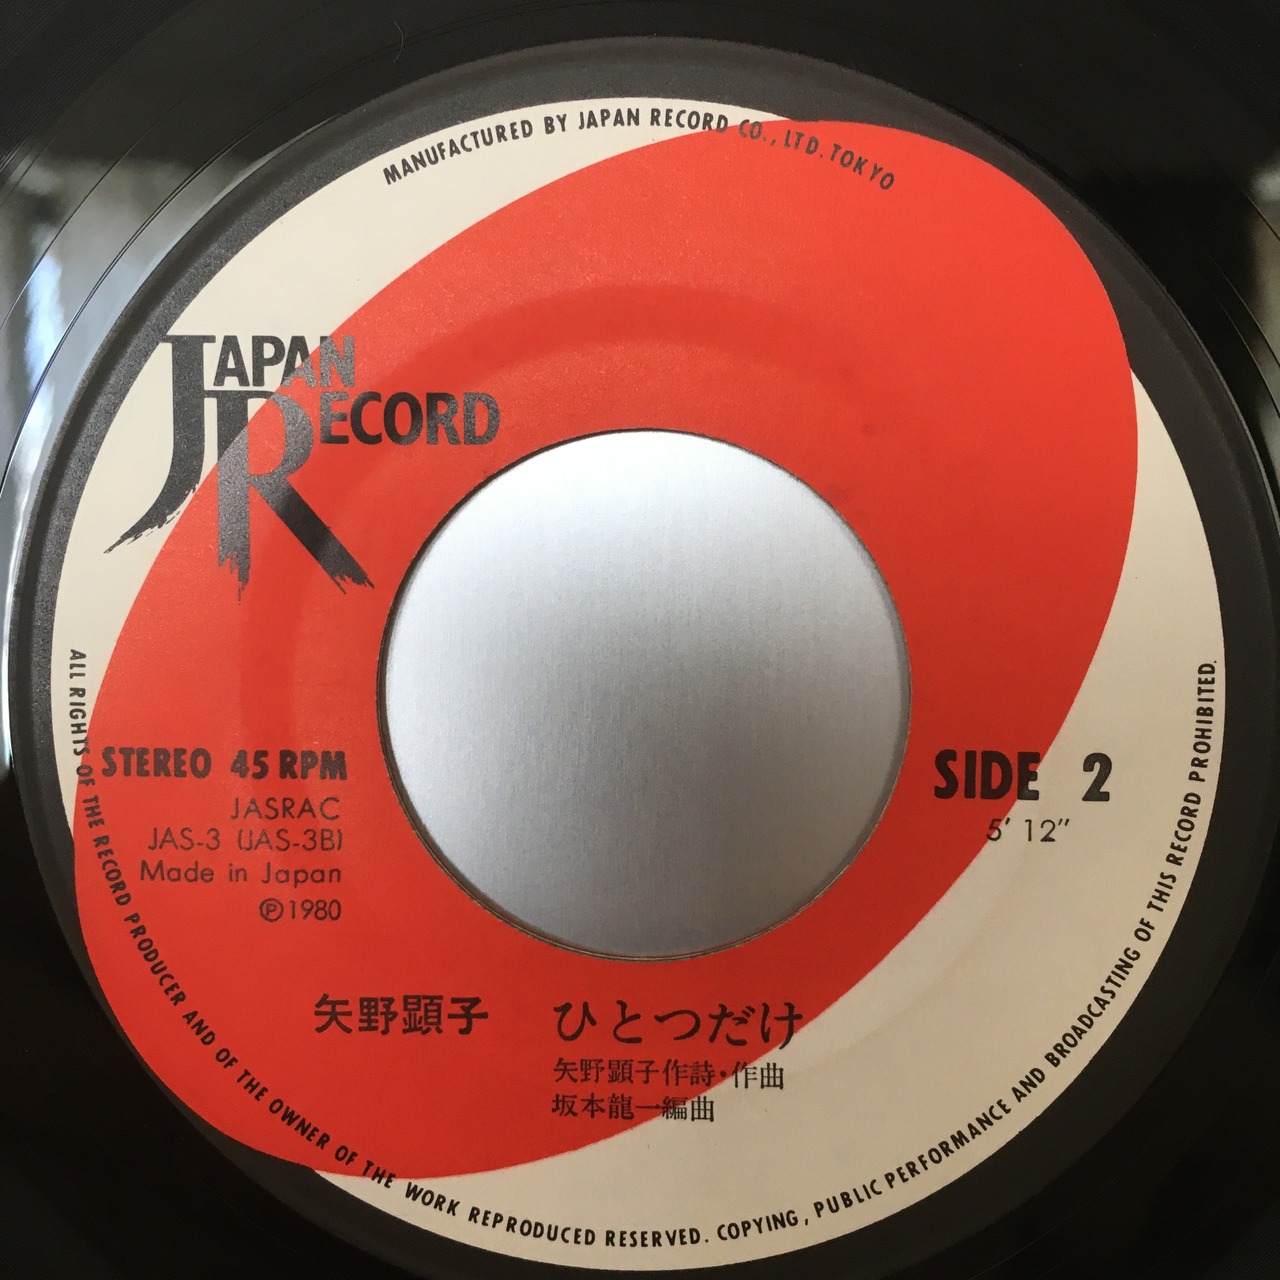 MANUFACTURED BY JAPAN RECORD CO., LTD. TOKYO
JAPAN
RECORD
STEREO 45 RPM
JASRAC
JAS-3 (JAS-3B)
Made in Japan
Ⓟ1980
SIDE 2
5' 12"
矢野顕子 ひとつだけ
矢野顕子作詩・作曲
坂本龍一編曲
ALL RIGHTS OF THE RECORD PRODUCER AND OF THE OWNER OF THE WORK REPRODUCED RESERVED. COPYING, PUBLIC PERFORMANCE AND BROADCASTING OF THIS RECORD PROHIBITED.